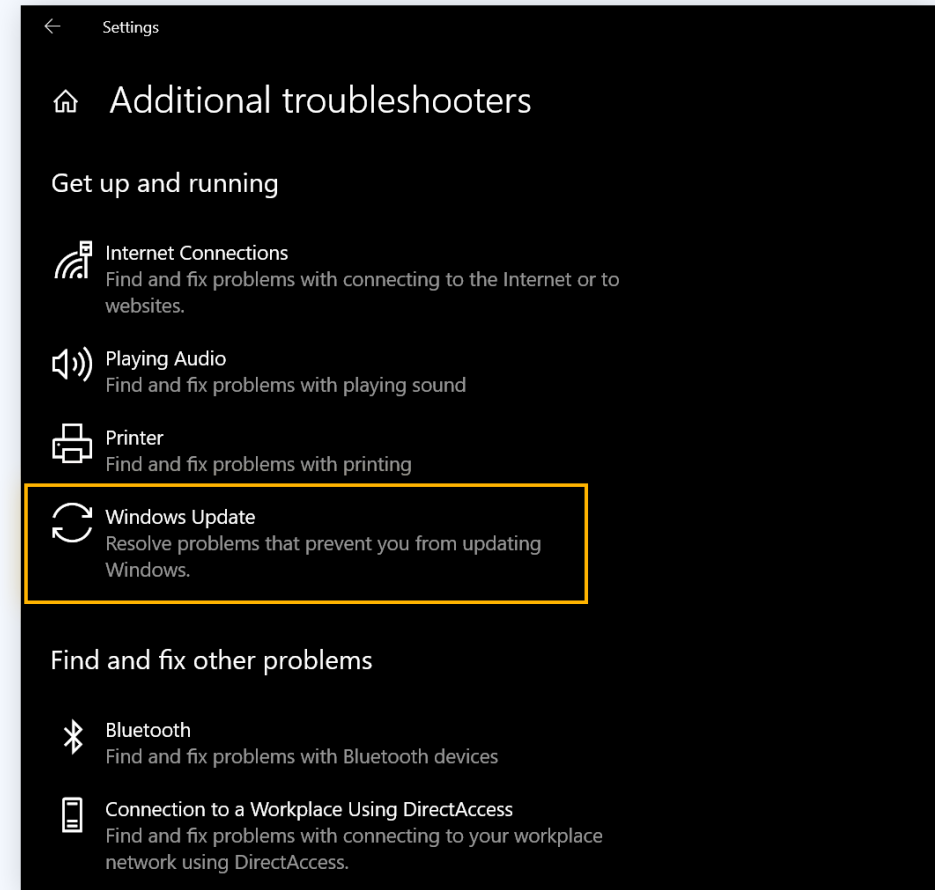 Settings
Additional troubleshooters
Get up and running
Internet Connections
Find and fix problems with connecting to the Internet or to
websites.
Playing Audio
Find and fix problems with playing sound
Printer
Find and fix problems with printing
Windows Update
Resolve problems that prevent you from updating
Windows.
Find and fix other problems
Bluetooth
Find and fix problems with Bluetooth devices
Connection to a Workplace Using DirectAccess
Find and fix problems with connecting to your workplace
network using DirectAccess.